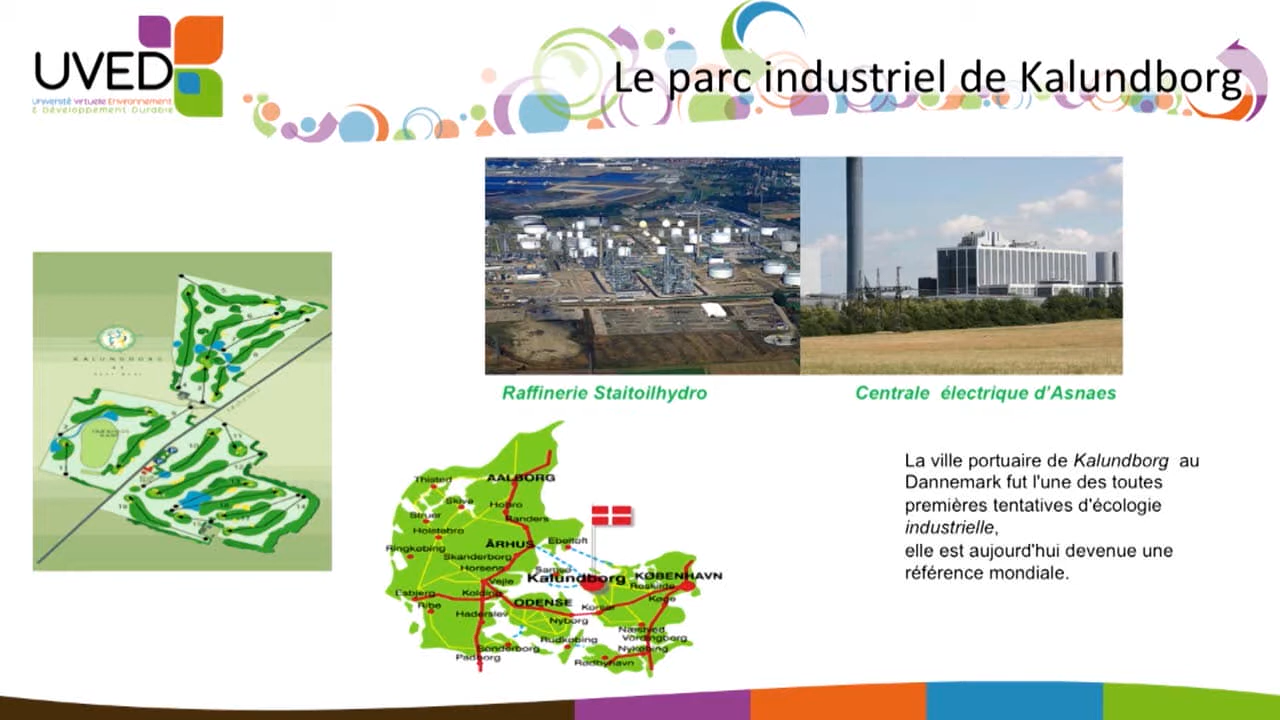 UVED
Université Virtuelle Environnement
& Développement Durable
Le parc industriel de Kalundborg
KALUNDBORG
Raffinerie Staitoilhydro
Centrale électrique d'Asnaes
Thisted
AALBORG
Skive
Hobro
Struer
Randers
Holstebro
Ebeltoft
Ringkøbing
ÅRHUS
Skanderborg
Horsens
Samsø
Vejle
Kalundborg
KØBENHAVN
Roskilde
Esbjerg
Kolding
Køge
Ribe
ODENSE
Korsør
Haderslev
Nyborg
Næstved
Rudkøbing
Vordingborg
Sønderborg
Nykøbing
Padborg
Rødbyhavn
La ville portuaire de Kalundborg au
Dannemark fut l'une des toutes
premières tentatives d'écologie
industrielle,
elle est aujourd'hui devenue une
référence mondiale.